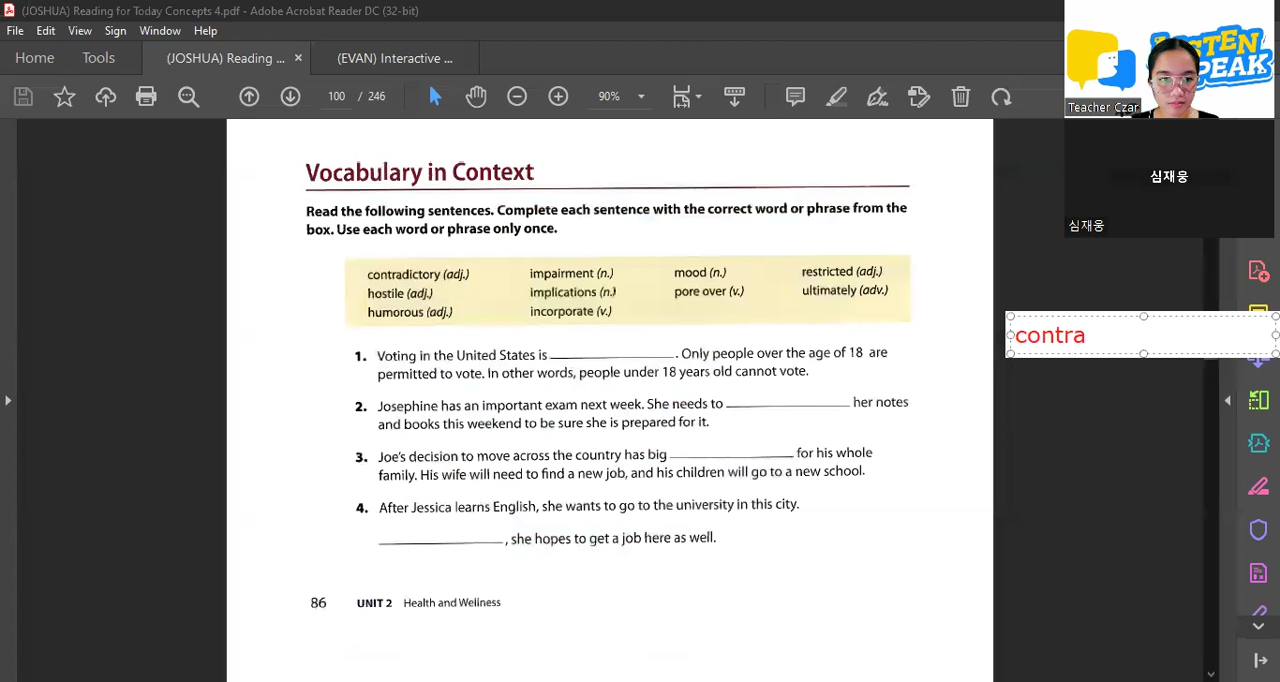 (JOSHUA) Reading for Today Concepts 4.pdf - Adobe Acrobat Reader DC (32-bit)
File Edit View Sign Window Help
Home Tools (JOSHUA) Reading ... × (EVAN) Interactive ...
100 / 246 90%
LISTEN
SPEAK
Teacher Czar
심재웅
심재웅
Vocabulary in Context
Read the following sentences. Complete each sentence with the correct word or phrase from the
box. Use each word or phrase only once.
contradictory (adj.) impairment (n.) mood (n.) restricted (adj.)
hostile (adj.) implications (n.) pore over (v.) ultimately (adv.)
humorous (adj.) incorporate (v.)
contra
1. Voting in the United States is ____________. Only people over the age of 18 are
permitted to vote. In other words, people under 18 years old cannot vote.
2. Josephine has an important exam next week. She needs to ____________ her notes
and books this weekend to be sure she is prepared for it.
3. Joe's decision to move across the country has big ____________ for his whole
family. His wife will need to find a new job, and his children will go to a new school.
4. After Jessica learns English, she wants to go to the university in this city.
____________, she hopes to get a job here as well.
86 UNIT 2 Health and Wellness